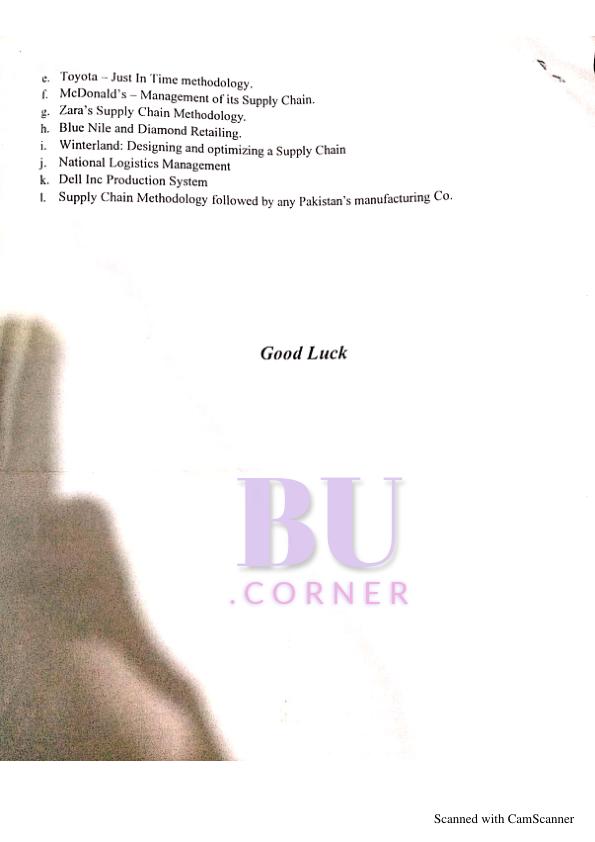 e. Toyota – Just In Time methodology.
f. McDonald's – Management of its Supply Chain.
g. Zara's Supply Chain Methodology.
h. Blue Nile and Diamond Retailing.
i. Winterland: Designing and optimizing a Supply Chain
j. National Logistics Management
k. Dell Inc Production System
l. Supply Chain Methodology followed by any Pakistan's manufacturing Co.
Good Luck
BU
.CORNER
Scanned with CamScanner